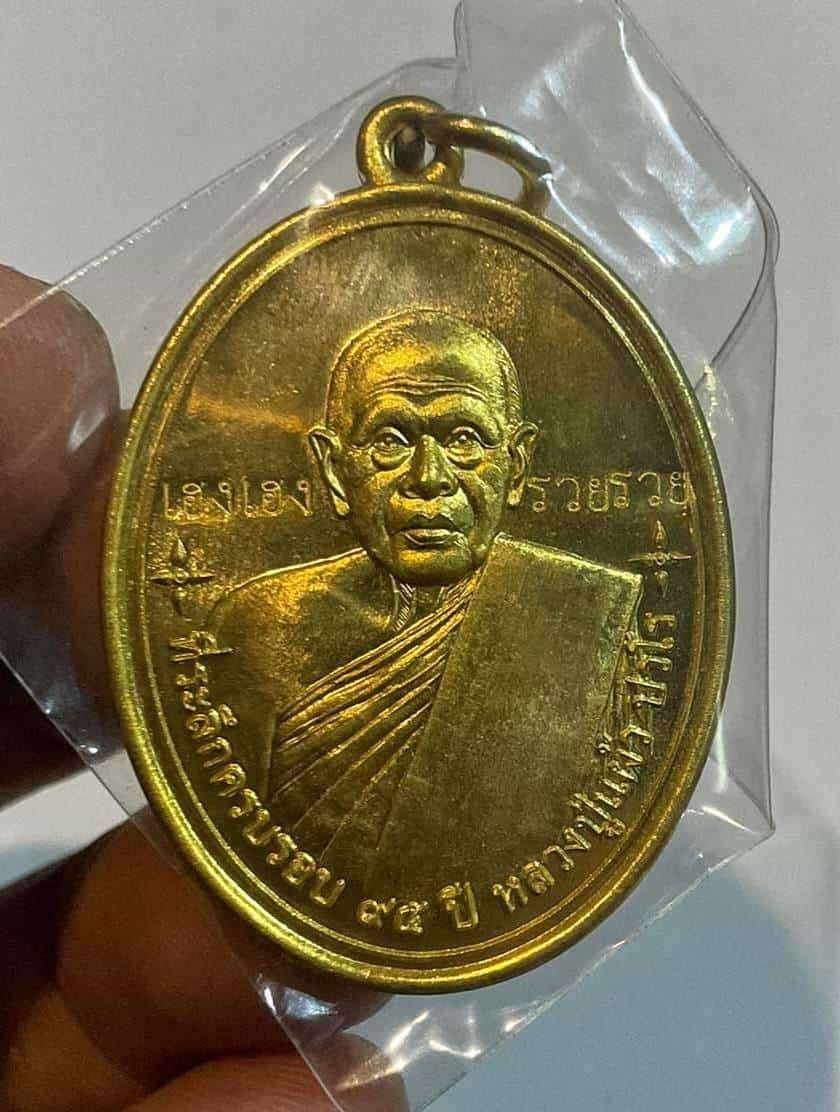 เฮงเฮง รวยรวย
ที่ระลึกครบรอบ ๙๕ ปี หลวงปู่แผ้ว ปวโร